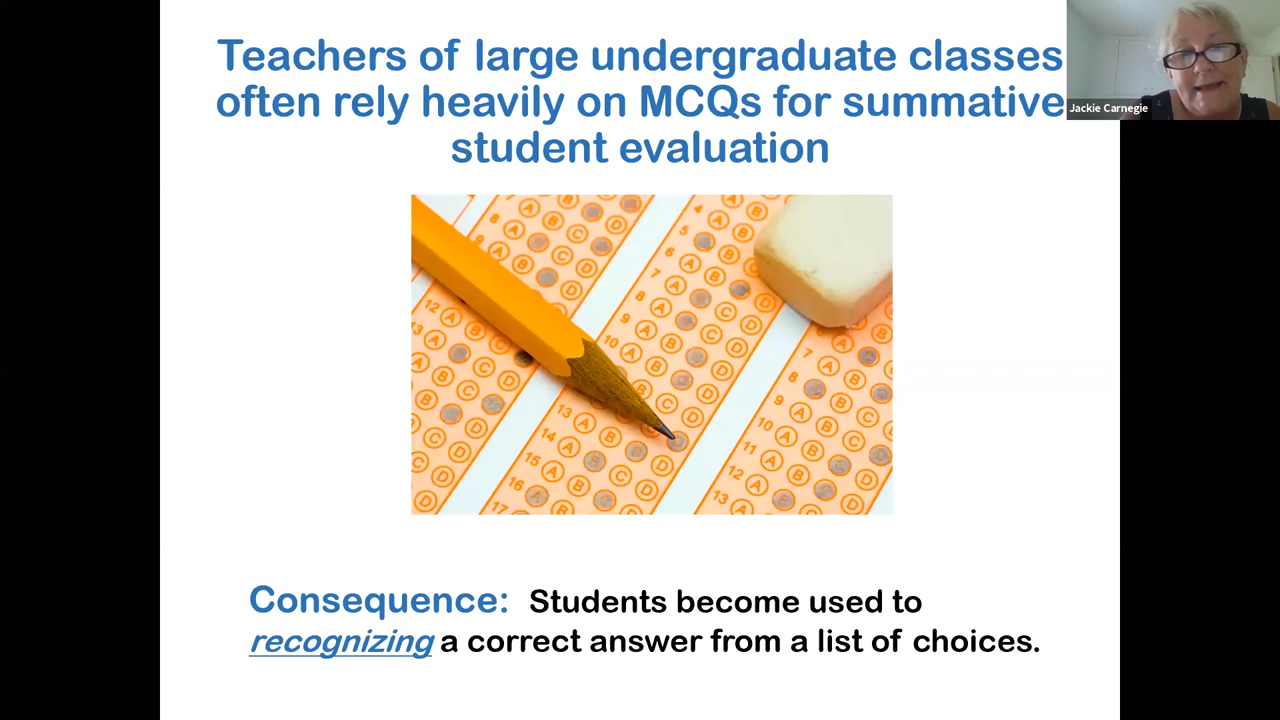 Teachers of large undergraduate classes
often rely heavily on MCQs for summative
student evaluation
Jackie Carnegie
Consequence: Students become used to
recognizing a correct answer from a list of choices.